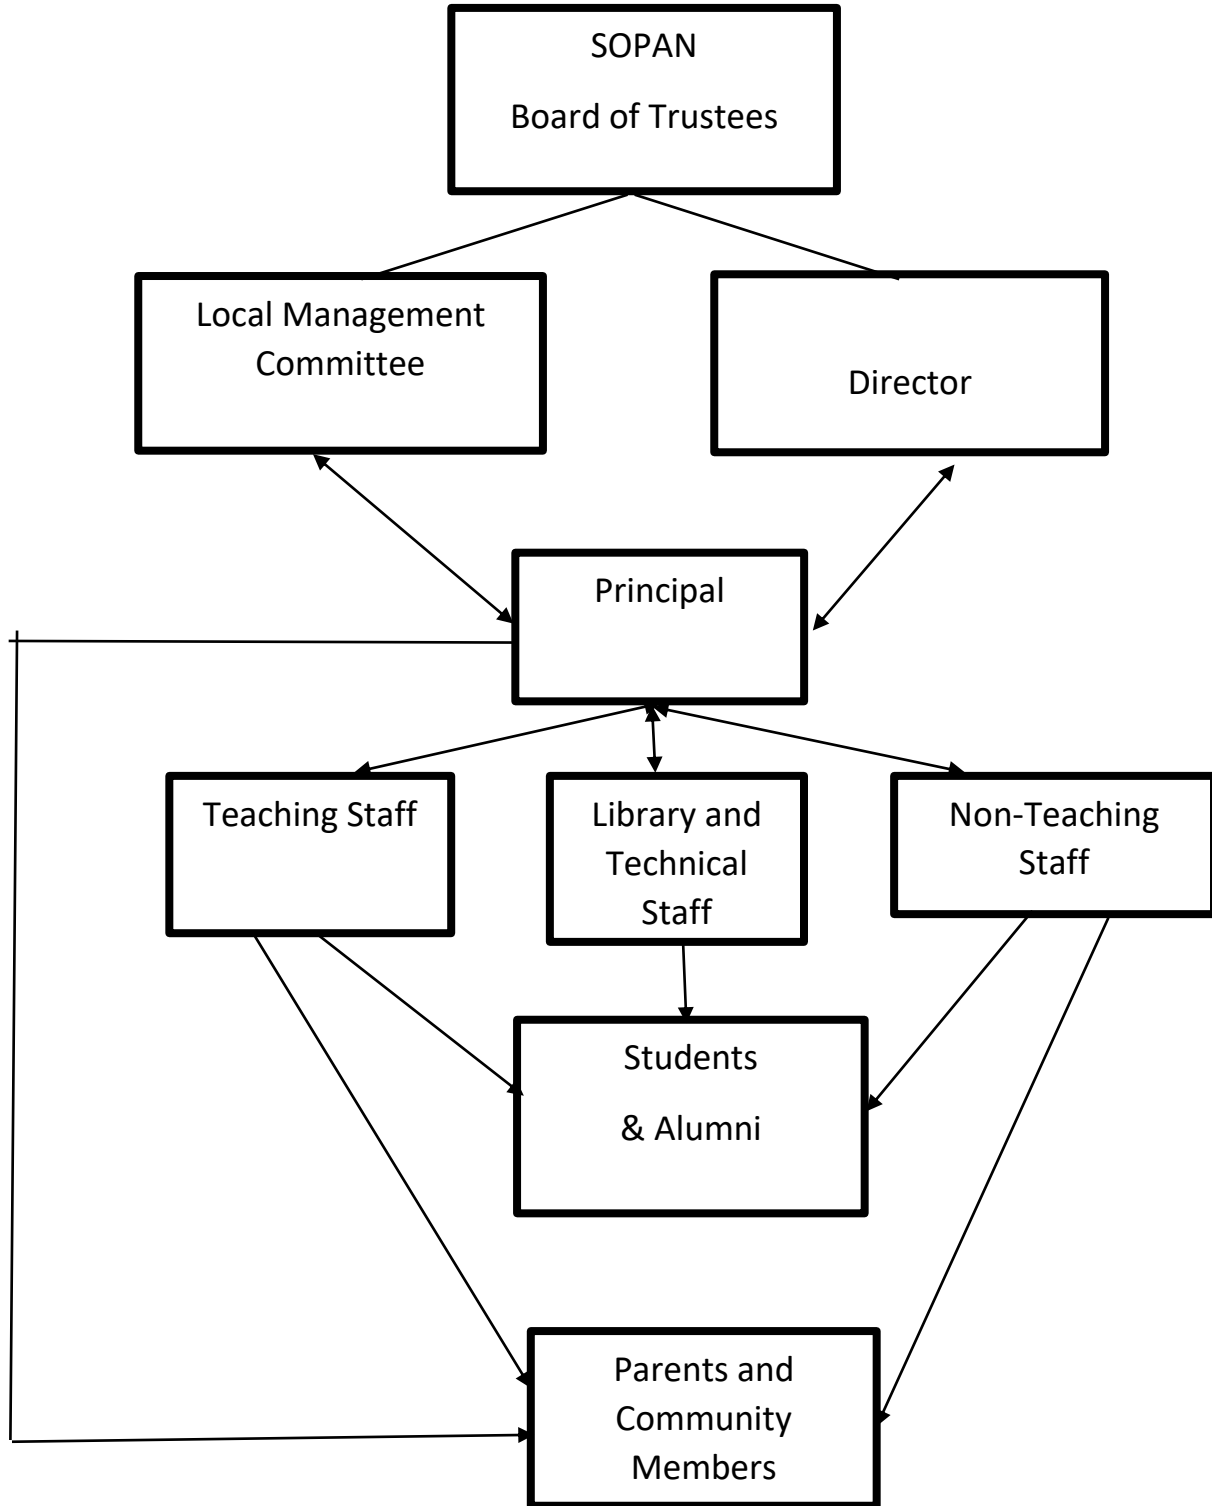 SOPAN
Board of Trustees
Local Management
Committee
Director
Principal
Teaching Staff
Library and
Technical
Staff
Non-Teaching
Staff
Students
& Alumni
Parents and
Community
Members